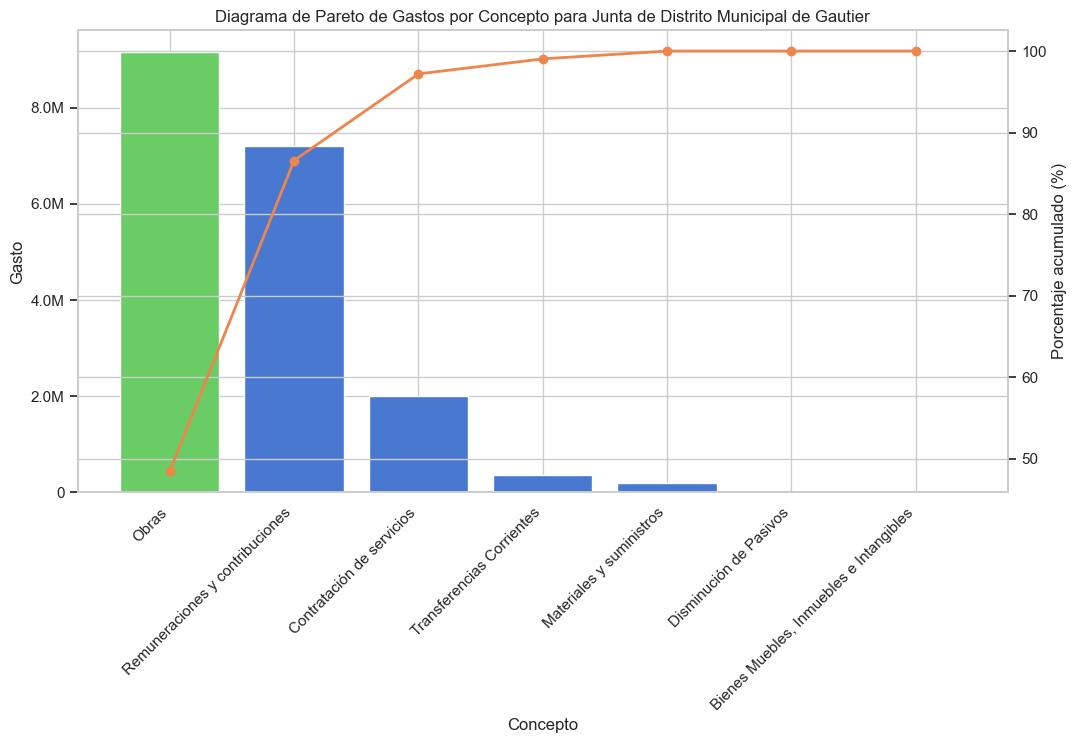 Diagrama de Pareto de Gastos por Concepto para Junta de Distrito Municipal de Gautier
Gasto
8.0M
6.0M
4.0M
2.0M
0
100
90
80
70
60
50
Porcentaje acumulado (%)
Obras
Remuneraciones y contribuciones
Contratación de servicios
Transferencias Corrientes
Materiales y suministros
Disminución de Pasivos
Bienes Muebles, Inmuebles e Intangibles
Concepto